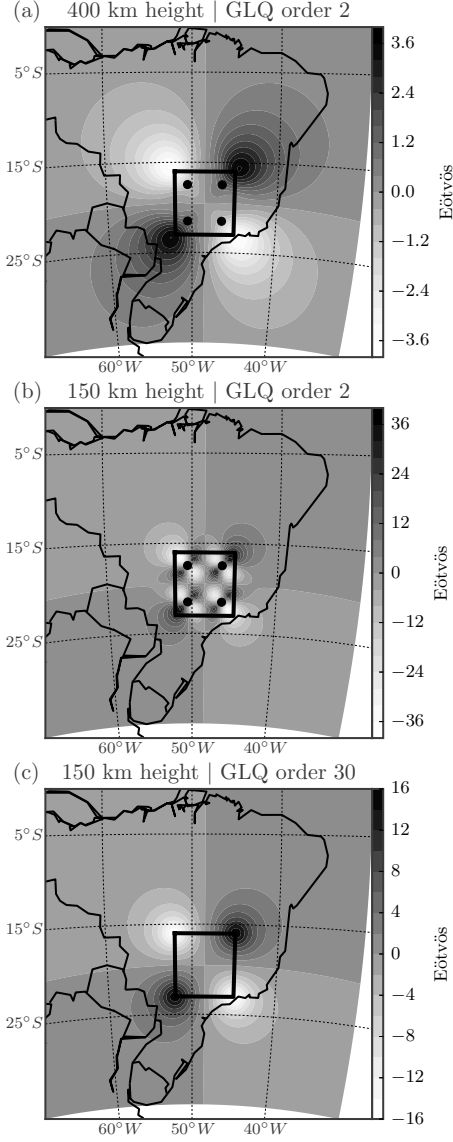 (a) 400 km height | GLQ order 2
5°S
15°S
25°S
60°W 50°W 40°W
3.6
2.4
1.2
0.0
−1.2
−2.4
−3.6
Eötvös
(b) 150 km height | GLQ order 2
5°S
15°S
25°S
60°W 50°W 40°W
36
24
12
0
−12
−24
−36
Eötvös
(c) 150 km height | GLQ order 30
5°S
15°S
25°S
60°W 50°W 40°W
16
12
8
4
0
−4
−8
−12
−16
Eötvös